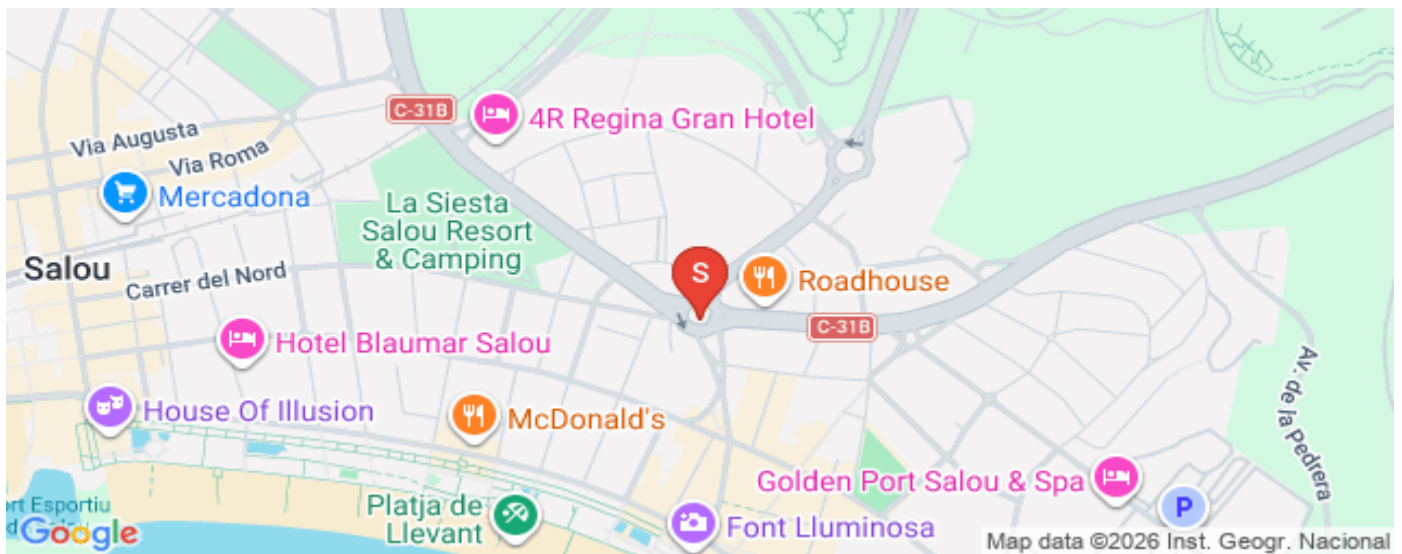 C-31B
4R Regina Gran Hotel
Via Augusta
Via Roma
Mercadona
La Siesta
Salou Resort
& Camping
Salou
Carrer del Nord
S
Roadhouse
C-31B
Hotel Blaumar Salou
House Of Illusion
McDonald's
Av. de la Pedrera
Golden Port Salou & Spa
P
Platja de
Llevant
Font Lluminosa
ort Esportiu
Google
Map data ©2026 Inst. Geogr. Nacional